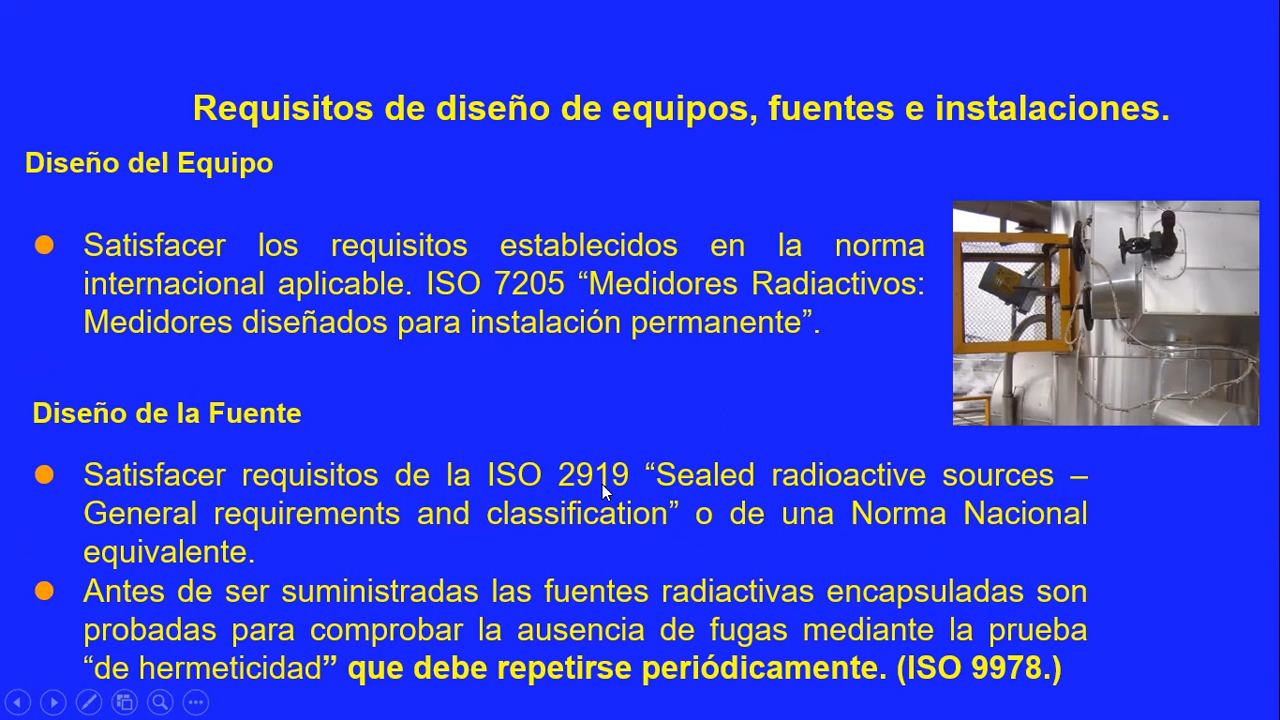 Requisitos de diseño de equipos, fuentes e instalaciones.
Diseño del Equipo
Satisfacer los requisitos establecidos en la norma
internacional aplicable. ISO 7205 “Medidores Radiactivos:
Medidores diseñados para instalación permanente”.
Diseño de la Fuente
Satisfacer requisitos de la ISO 2919 “Sealed radioactive sources –
General requirements and classification” o de una Norma Nacional
equivalente.
Antes de ser suministradas las fuentes radiactivas encapsuladas son
probadas para comprobar la ausencia de fugas mediante la prueba
“de hermeticidad” que debe repetirse periódicamente. (ISO 9978.)